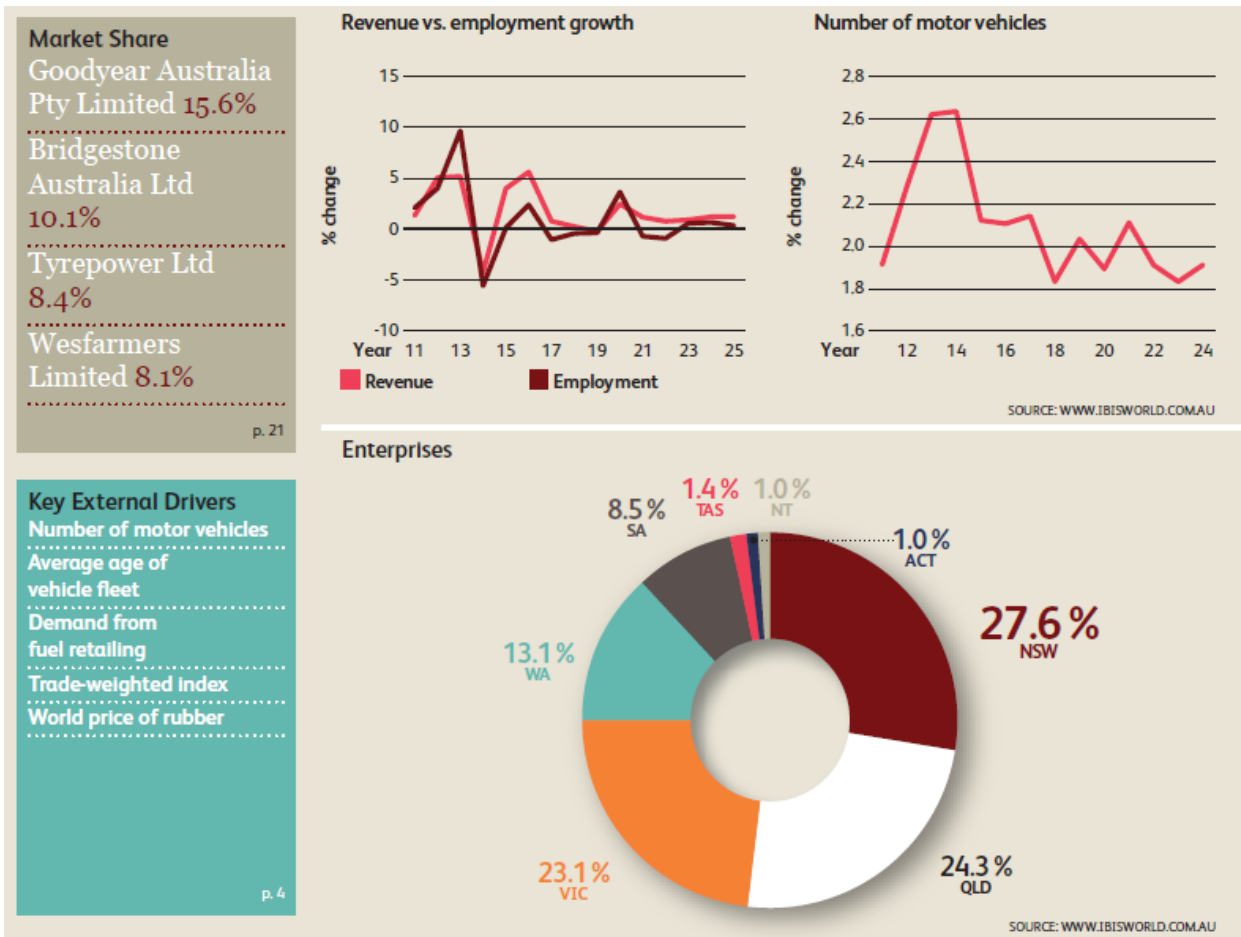 Market Share
Goodyear Australia
Pty Limited 15.6%
Bridgestone
Australia Ltd
10.1%
Tyrepower Ltd
8.4%
Wesfarmers
Limited 8.1%
p. 21
Key External Drivers
Number of motor vehicles
Average age of
vehicle fleet
Demand from
fuel retailing
Trade-weighted index
World price of rubber
p. 4
Revenue vs. employment growth
% change
15
10
5
0
-5
-10
Year 11 13 15 17 19 21 23 25
Revenue
Employment
Number of motor vehicles
% change
2.8
2.6
2.4
2.2
2.0
1.8
1.6
Year 12 14 16 18 20 22 24
SOURCE: WWW.IBISWORLD.COM.AU
Enterprises
8.5%
SA
1.4%
TAS
1.0%
NT
1.0%
ACT
27.6%
NSW
13.1%
WA
23.1%
VIC
24.3%
QLD
SOURCE: WWW.IBISWORLD.COM.AU